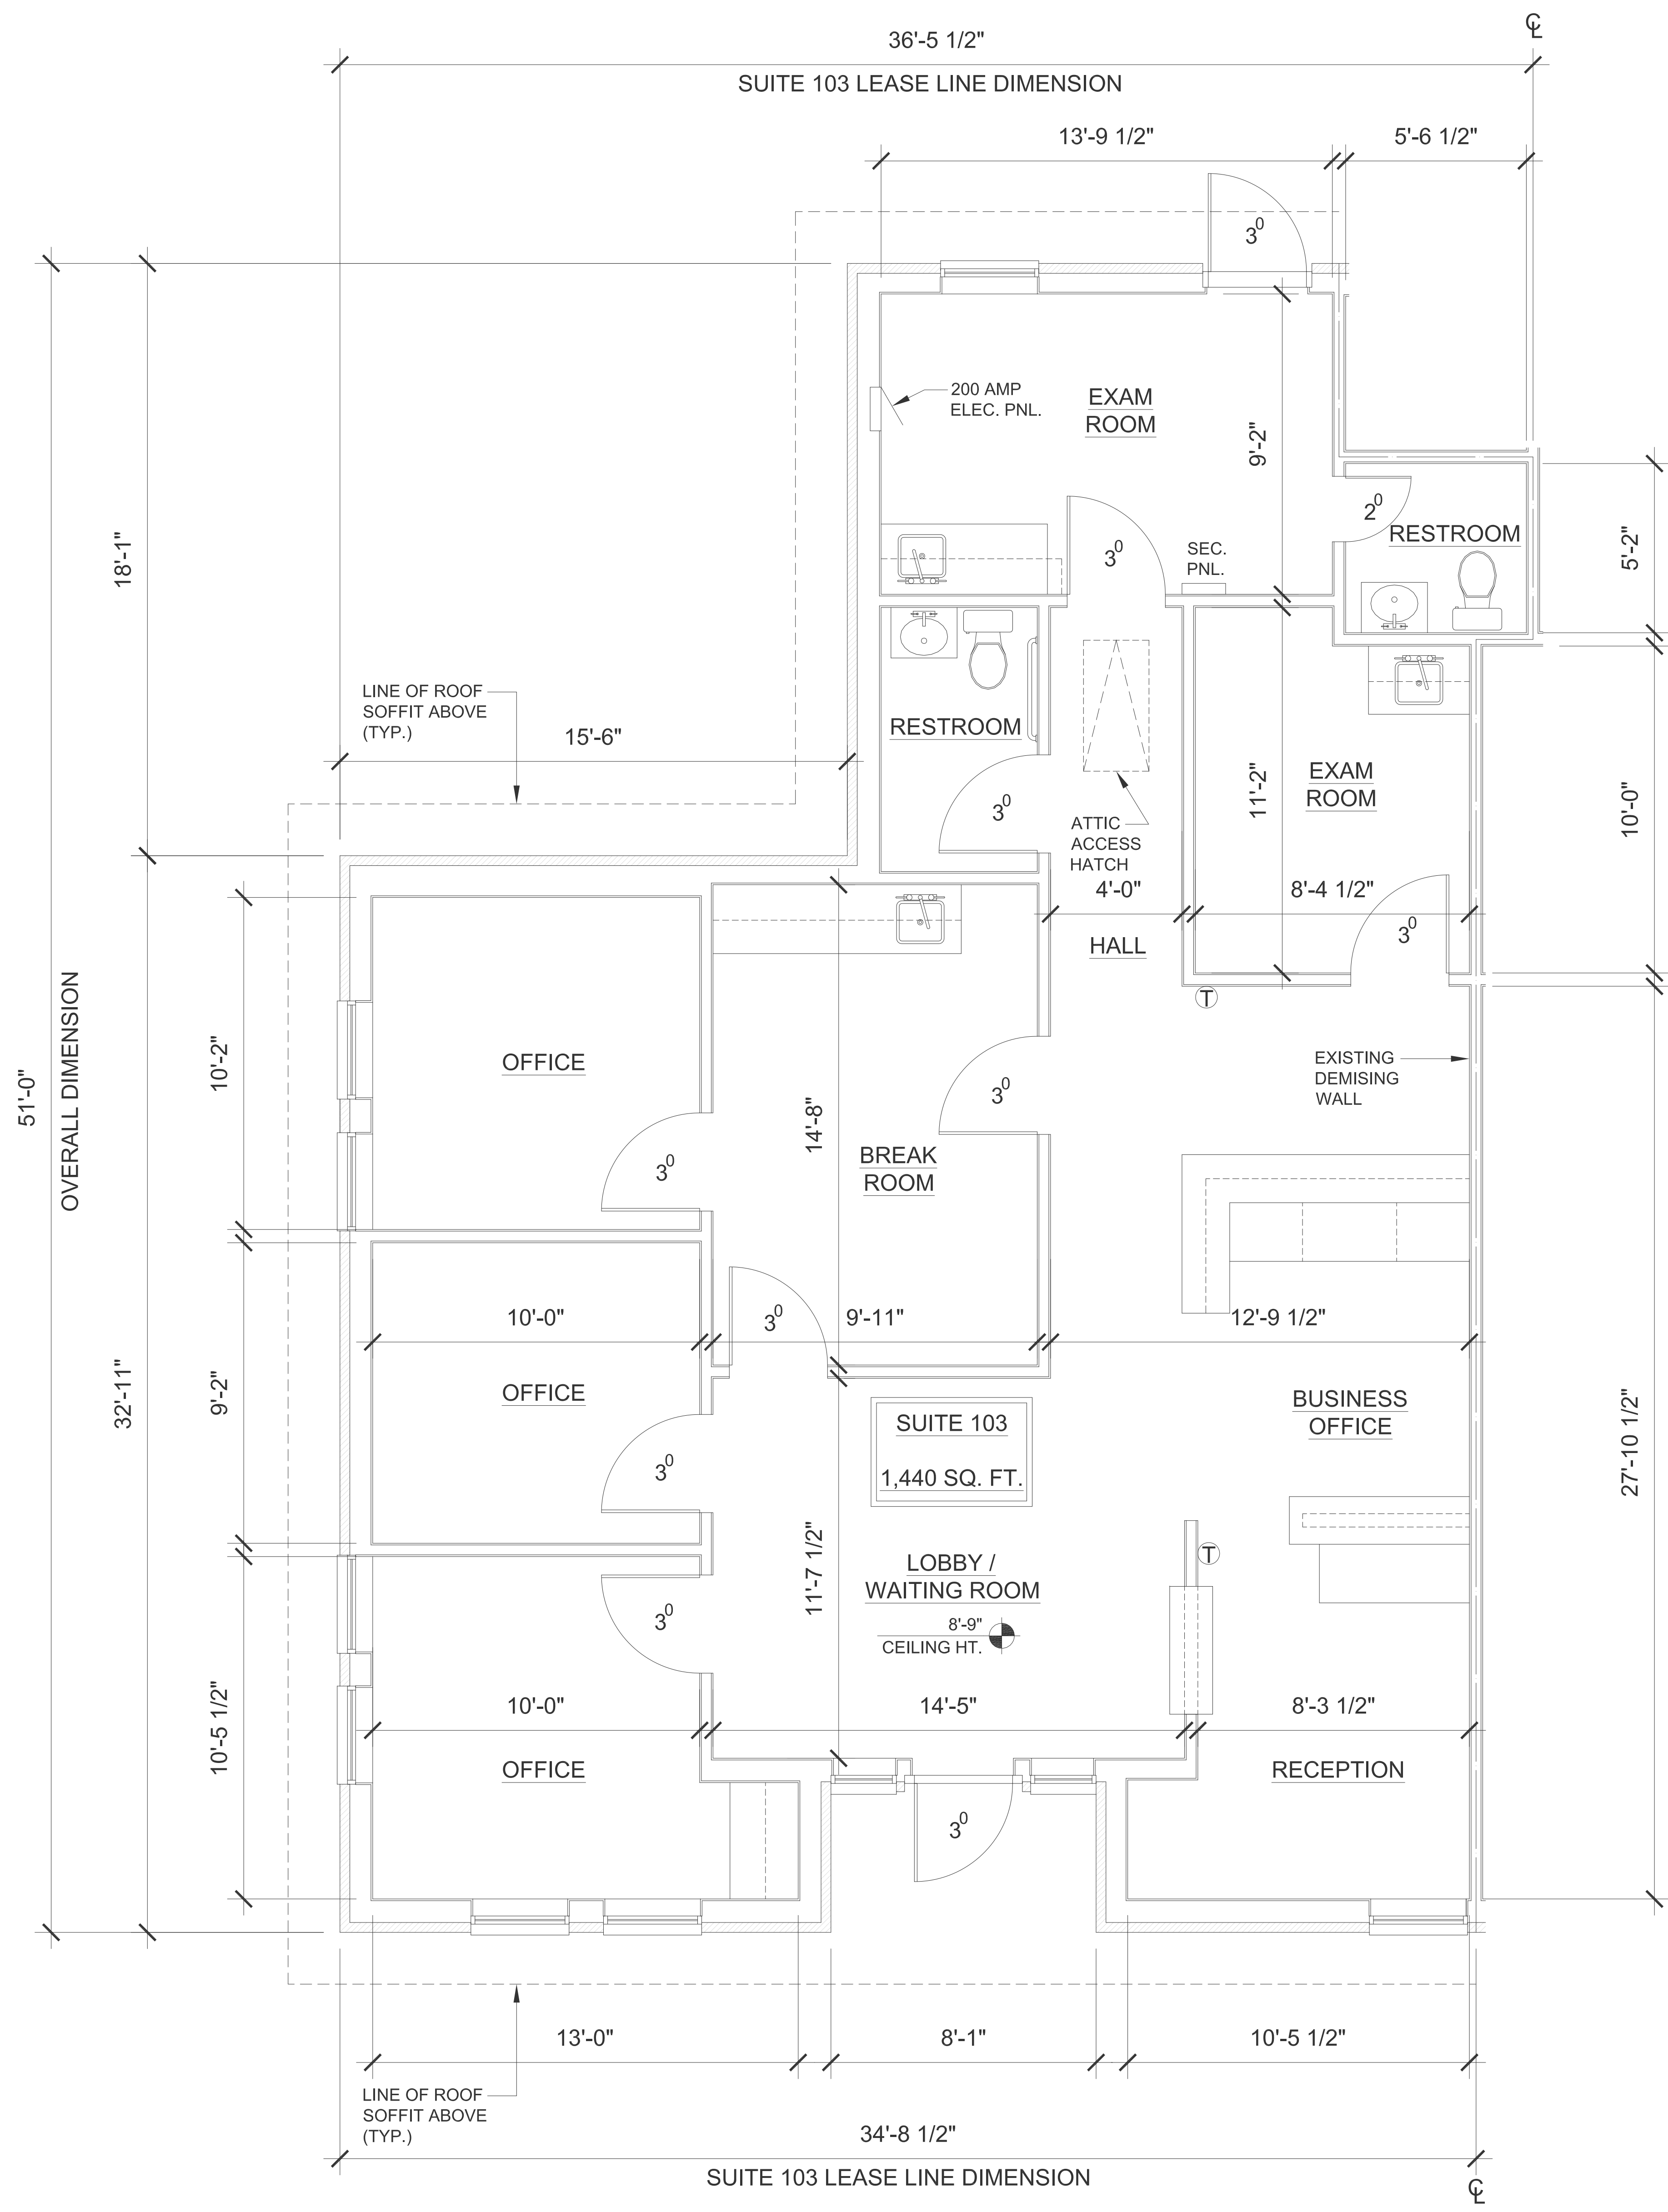 ℄
36'-5 1/2"
SUITE 103 LEASE LINE DIMENSION
13'-9 1/2"
5'-6 1/2"
3⁰
200 AMP
ELEC. PNL.
EXAM
ROOM
9'-2"
2⁰
RESTROOM
5'-2"
18'-1"
3⁰
SEC.
PNL.
LINE OF ROOF
SOFFIT ABOVE
(TYP.)
15'-6"
RESTROOM
3⁰
ATTIC
ACCESS
HATCH
11'-2"
EXAM
ROOM
10'-0"
4'-0"
8'-4 1/2"
3⁰
HALL
T
51'-0"
OVERALL DIMENSION
10'-2"
OFFICE
3⁰
14'-8"
BREAK
ROOM
3⁰
EXISTING
DEMISING
WALL
32'-11"
9'-2"
10'-0"
3⁰
9'-11"
12'-9 1/2"
OFFICE
3⁰
SUITE 103
1,440 SQ. FT.
BUSINESS
OFFICE
27'-10 1/2"
11'-7 1/2"
LOBBY /
WAITING ROOM
8'-9"
CEILING HT.
T
3⁰
10'-5 1/2"
10'-0"
14'-5"
8'-3 1/2"
OFFICE
RECEPTION
3⁰
13'-0"
8'-1"
10'-5 1/2"
LINE OF ROOF
SOFFIT ABOVE
(TYP.)
34'-8 1/2"
SUITE 103 LEASE LINE DIMENSION
℄